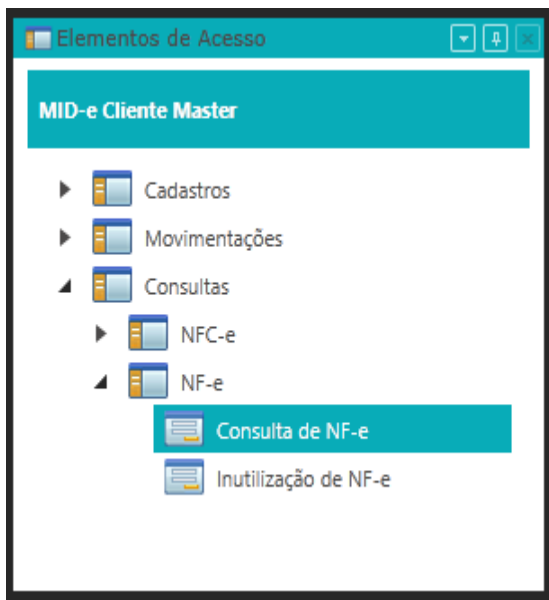 Elementos de Acesso
MID-e Cliente Master
Cadastros
Movimentações
Consultas
NFC-e
NF-e
Consulta de NF-e
Inutilização de NF-e